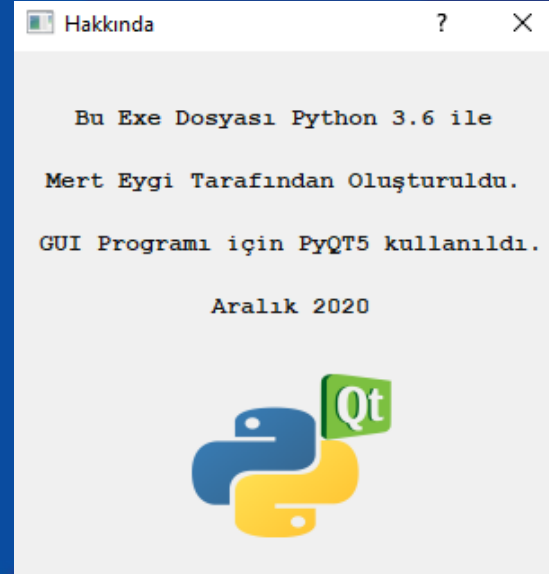 Hakkında
Bu Exe Dosyası Python 3.6 ile
Mert Eygi Tarafından Oluşturuldu.
GUI Programı için PyQT5 kullanıldı.
Aralık 2020
Qt